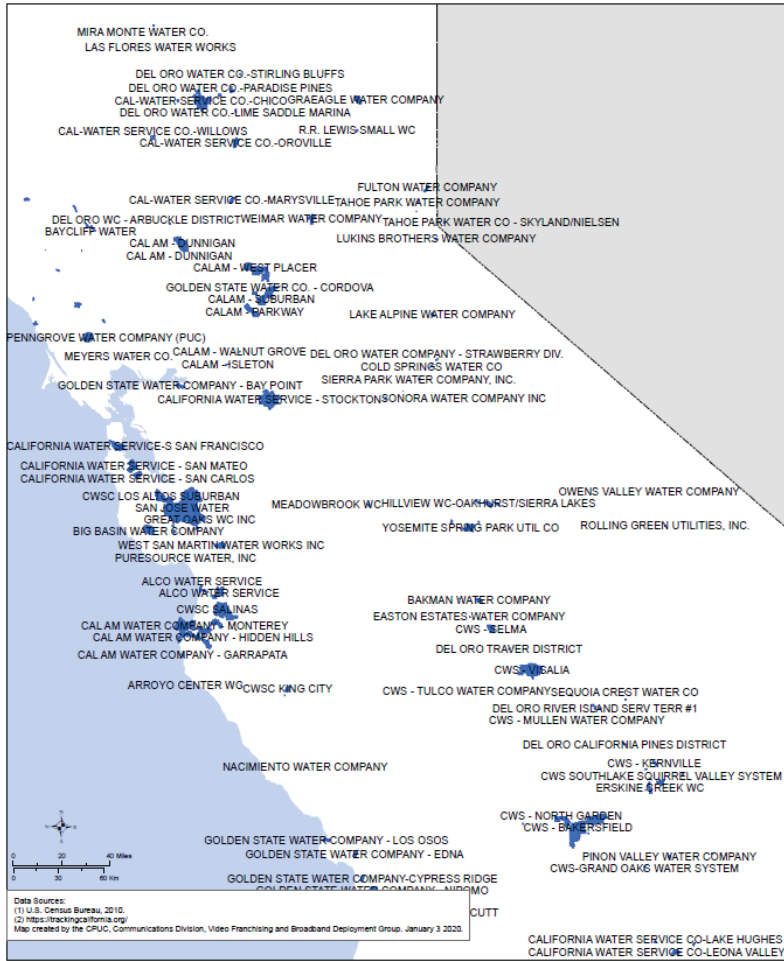 MIRA MONTE WATER CO.
LAS FLORES WATER WORKS
DEL ORO WATER CO.-STIRLING BLUFFS
DEL ORO WATER CO.-PARADISE PINES
CAL-WATER SERVICE CO.-CHICO
GRAEAGLE WATER COMPANY
DEL ORO WATER CO.-LIME SADDLE MARINA
CAL-WATER SERVICE CO.-WILLOWS
R.R. LEWIS-SMALL WC
CAL-WATER SERVICE CO.-OROVILLE
FULTON WATER COMPANY
CAL-WATER SERVICE CO.-MARYSVILLE
TAHOE PARK WATER COMPANY
DEL ORO WC - ARBUCKLE DISTRICT
WEIMAR WATER COMPANY
TAHOE PARK WATER CO - SKYLAND/NIELSEN
BAYCLIFF WATER
LUKINS BROTHERS WATER COMPANY
CAL AM - DUNNIGAN
CAL AM - DUNNIGAN
CALAM - WEST PLACER
GOLDEN STATE WATER CO. - CORDOVA
CALAM - SUBURBAN
CALAM - PARKWAY
LAKE ALPINE WATER COMPANY
PENNGROVE WATER COMPANY (PUC)
MEYERS WATER CO.
CALAM - WALNUT GROVE
DEL ORO WATER COMPANY - STRAWBERRY DIV.
CALAM - ISLETON
COLD SPRINGS WATER CO
SIERRA PARK WATER COMPANY, INC.
GOLDEN STATE WATER COMPANY - BAY POINT
CALIFORNIA WATER SERVICE - STOCKTON
SONORA WATER COMPANY INC
CALIFORNIA WATER SERVICE-S SAN FRANCISCO
CALIFORNIA WATER SERVICE - SAN MATEO
CALIFORNIA WATER SERVICE - SAN CARLOS
OWENS VALLEY WATER COMPANY
CWSC LOS ALTOS SUBURBAN
MEADOWBROOK WC
HILLVIEW WC-OAKHURST/SIERRA LAKES
SAN JOSE WATER
GREAT OAKS WC INC
BIG BASIN WATER COMPANY
YOSEMITE SPRING PARK UTIL CO
ROLLING GREEN UTILITIES, INC.
WEST SAN MARTIN WATER WORKS INC
PURESOURCE WATER, INC
ALCO WATER SERVICE
ALCO WATER SERVICE
BAKMAN WATER COMPANY
CWSC SALINAS
EASTON ESTATES WATER COMPANY
CAL AM WATER COMPANY - MONTEREY
CWS - SELMA
CAL AM WATER COMPANY - HIDDEN HILLS
CAL AM WATER COMPANY - GARRAPATA
DEL ORO TRAVER DISTRICT
CWS - VISALIA
ARROYO CENTER WC
CWSC KING CITY
CWS - TULCO WATER COMPANY
SEQUOIA CREST WATER CO
DEL ORO RIVER ISLAND SERV TERR #1
CWS - MULLEN WATER COMPANY
DEL ORO CALIFORNIA PINES DISTRICT
NACIMIENTO WATER COMPANY
CWS - KERNVILLE
CWS SOUTHLAKE SQUIRREL VALLEY SYSTEM
ERSKINE CREEK WC
CWS - NORTH GARDEN
CWS - BAKERSFIELD
GOLDEN STATE WATER COMPANY - LOS OSOS
GOLDEN STATE WATER COMPANY - EDNA
PINON VALLEY WATER COMPANY
CWS-GRAND OAKS WATER SYSTEM
0 20 40 Miles
0 30 60 Km
GOLDEN STATE WATER COMPANY-CYPRESS RIDGE
GOLDEN STATE WATER COMPANY - NIPOMO
CUTT
Data Sources:
(1) U.S. Census Bureau, 2010.
(2) https://trackingcalifornia.org/
Map created by the CPUC, Communications Division, Video Franchising and Broadband Deployment Group. January 3 2020.
CALIFORNIA WATER SERVICE CO-LAKE HUGHES
CALIFORNIA WATER SERVICE CO-LEONA VALLEY